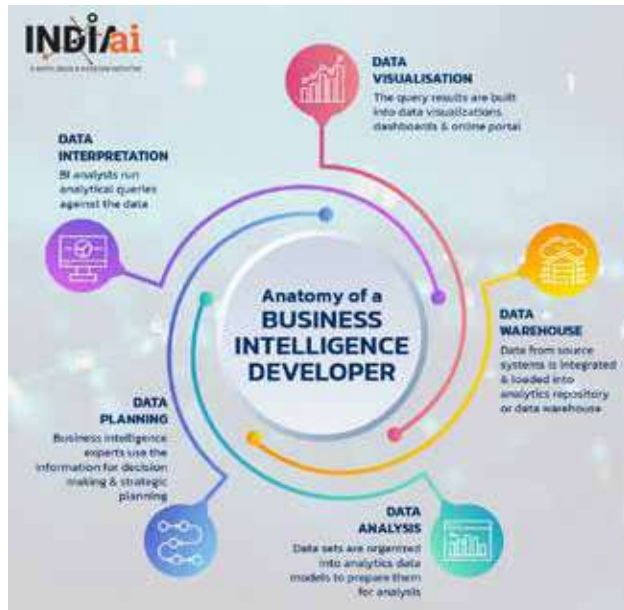 INDIAai
DATA
VISUALISATION
The query results are built
into data visualizations
dashboards & online portal
DATA
INTERPRETATION
BI analysts run
analytical queries
against the data
Anatomy of a
BUSINESS
INTELLIGENCE
DEVELOPER
DATA
WAREHOUSE
Data from source
systems is integrated
& loaded into
analytics repository
or data warehouse
DATA
PLANNING
Business intelligence
experts use the
information for decision
making & strategic
planning
DATA
ANALYSIS
Data sets are organized
into analytics data
models to prepare them
for analysis